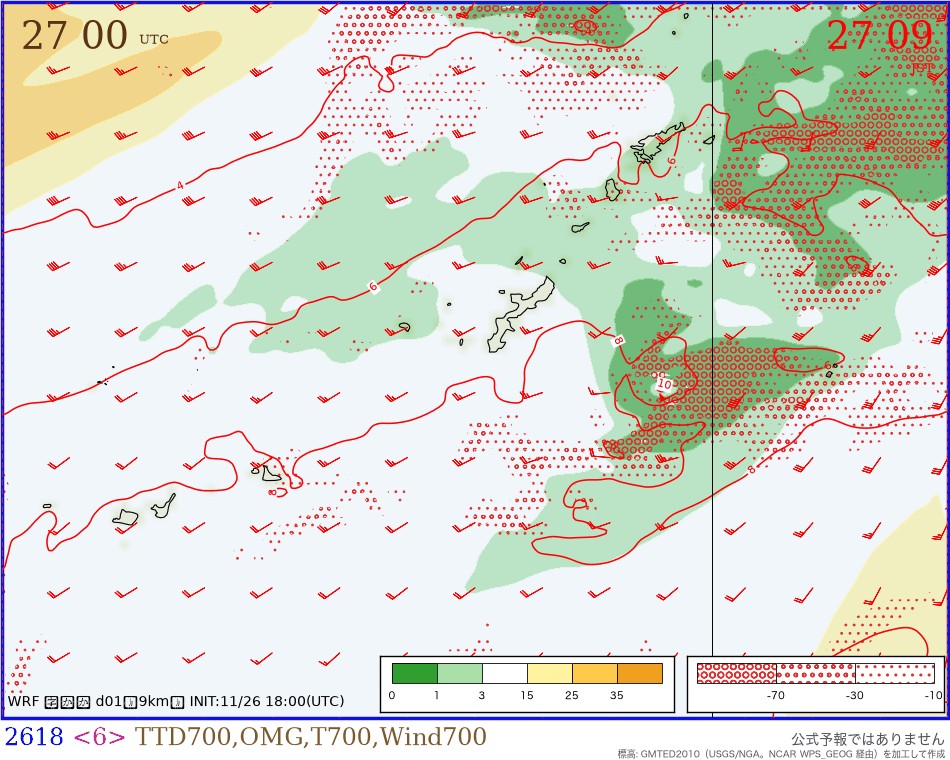 27 00 UTC
27 09
4
6
6
8
10
6
8
8
0 1 3 15 25 35
-70 -30 -10
WRF d01 9km INIT:11/26 18:00(UTC)
2618 <6> TTD700,OMG,T700,Wind700
公式予報ではありません
標高: GMTED2010（USGS/NGA。NCAR WPS_GEOG 経由）を加工して作成